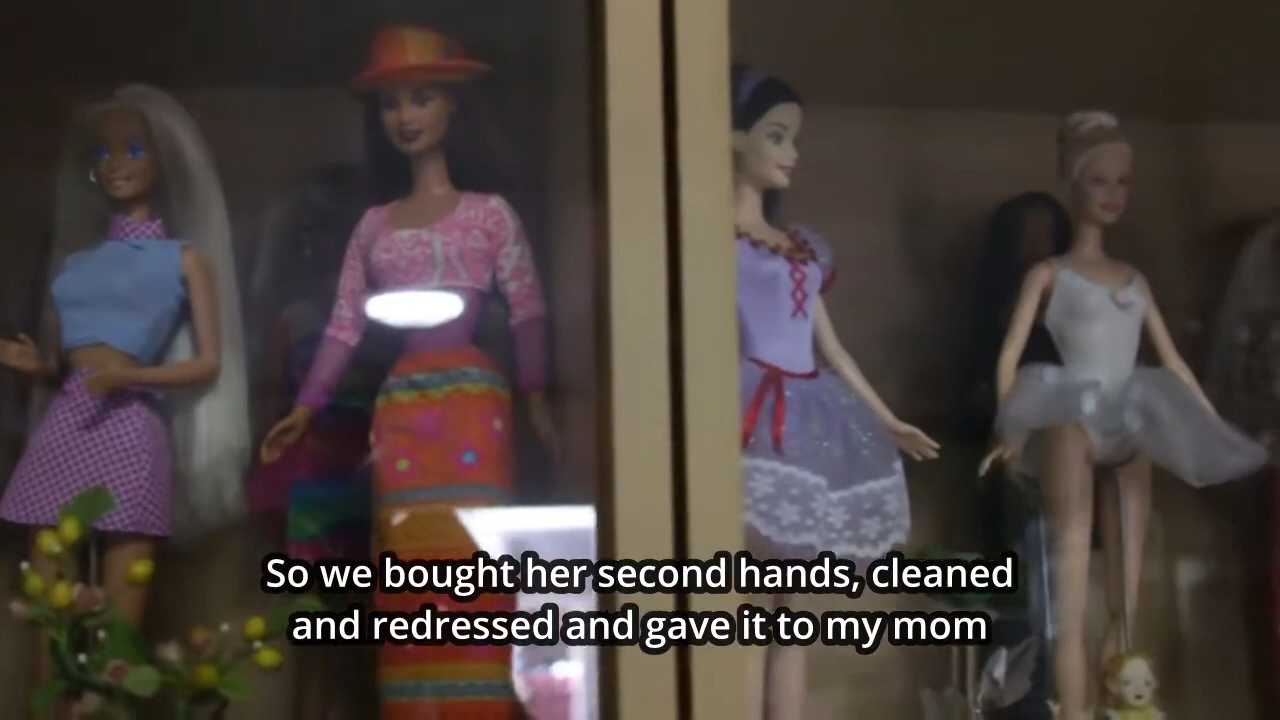 So we bought her second hands, cleaned
and redressed and gave it to my mom